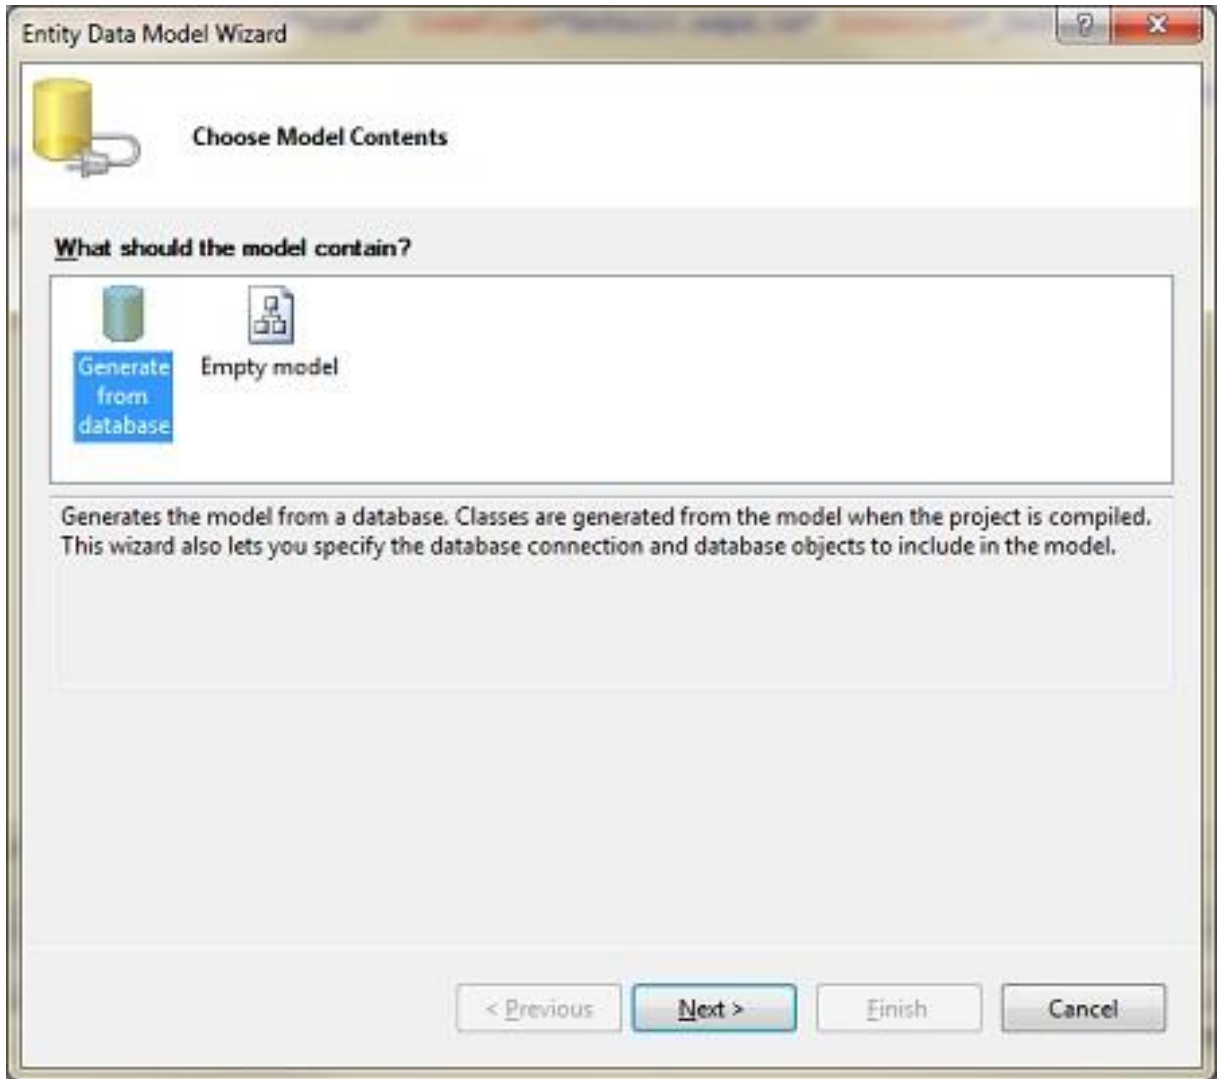 Entity Data Model Wizard
Choose Model Contents
What should the model contain?
Generate
from
database
Empty model
Generates the model from a database. Classes are generated from the model when the project is compiled.
This wizard also lets you specify the database connection and database objects to include in the model.
< Previous
Next >
Finish
Cancel